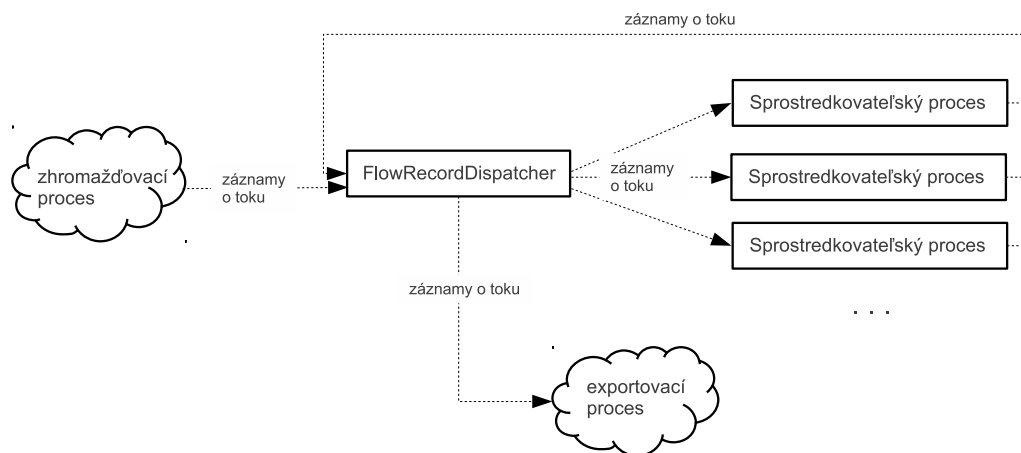 záznamy o toku
Sprostredkovateľský proces
zhromažďovací
proces
záznamy
o toku
FlowRecordDispatcher
záznamy
o toku
Sprostredkovateľský proces
Sprostredkovateľský proces
záznamy o toku
. . .
exportovací
proces